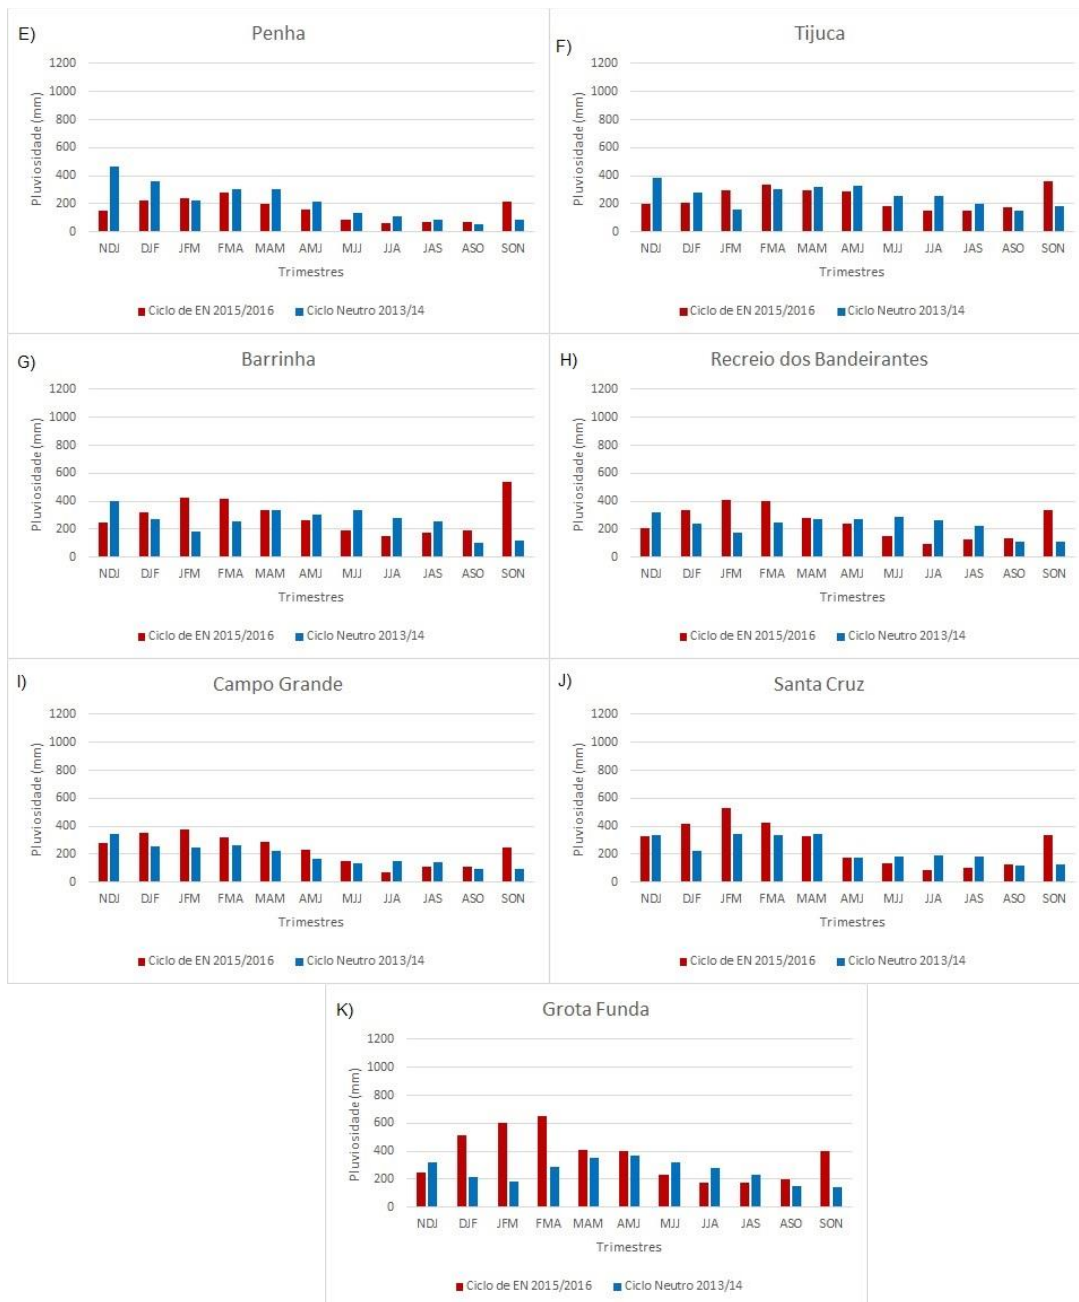 E)
Penha
Pluviosidade (mm)
1200
1000
800
600
400
200
0
NDJ DJF JFM FMA MAM AMJ MJJ JJA JAS ASO SON
Trimestres
Ciclo de EN 2015/2016 Ciclo Neutro 2013/14
F)
Tijuca
Pluviosidade (mm)
1200
1000
800
600
400
200
0
NDJ DJF JFM FMA MAM AMJ MJJ JJA JAS ASO SON
Trimestres
Ciclo de EN 2015/2016 Ciclo Neutro 2013/14
G)
Barrinha
Pluviosidade (mm)
1200
1000
800
600
400
200
0
NDJ DJF JFM FMA MAM AMJ MJJ JJA JAS ASO SON
Trimestres
Ciclo de EN 2015/2016 Ciclo Neutro 2013/14
H)
Recreio dos Bandeirantes
Pluviosidade (mm)
1200
1000
800
600
400
200
0
NDJ DJF JFM FMA MAM AMJ MJJ JJA JAS ASO SON
Trimestres
Ciclo de EN 2015/2016 Ciclo Neutro 2013/14
I)
Campo Grande
Pluviosidade (mm)
1200
1000
800
600
400
200
0
NDJ DJF JFM FMA MAM AMJ MJJ JJA JAS ASO SON
Trimestres
Ciclo de EN 2015/2016 Ciclo Neutro 2013/14
J)
Santa Cruz
Pluviosidade (mm)
1200
1000
800
600
400
200
0
NDJ DJF JFM FMA MAM AMJ MJJ JJA JAS ASO SON
Trimestres
Ciclo de EN 2015/2016 Ciclo Neutro 2013/14
K)
Grota Funda
Pluviosidade (mm)
1200
1000
800
600
400
200
0
NDJ DJF JFM FMA MAM AMJ MJJ JJA JAS ASO SON
Trimestres
Ciclo de EN 2015/2016 Ciclo Neutro 2013/14